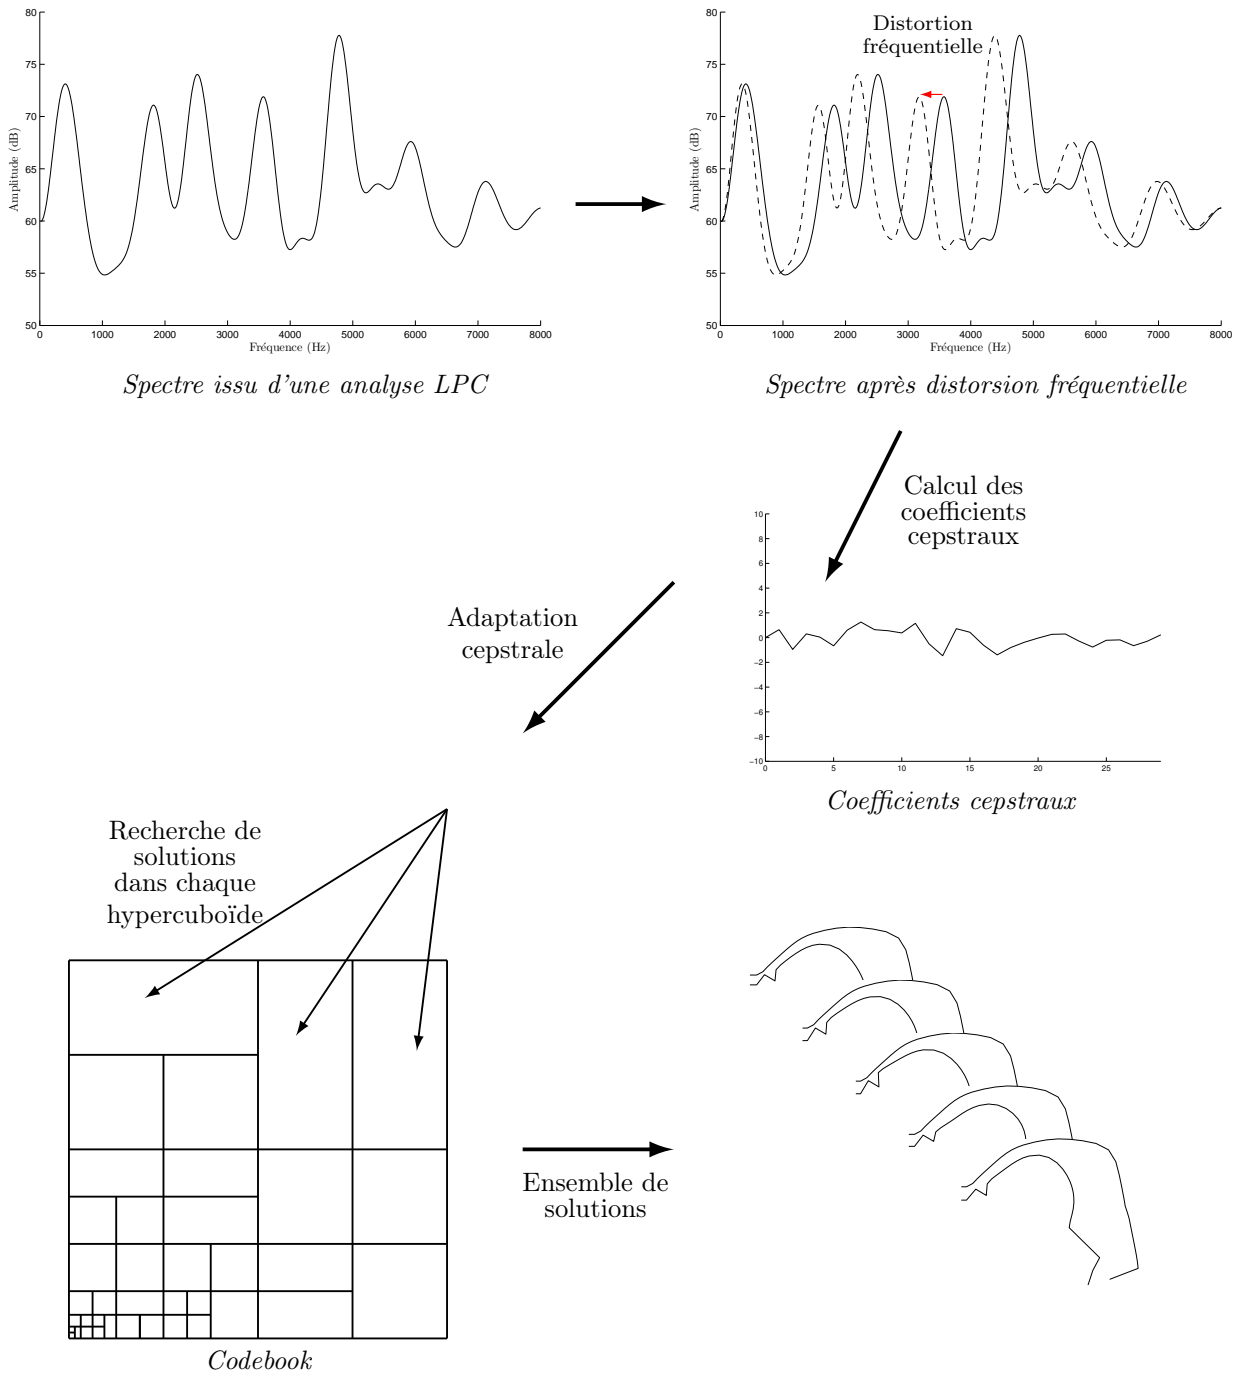 80
75
70
65
60
55
50
Amplitude (dB)
0 1000 2000 3000 4000 5000 6000 7000 8000
Fréquence (Hz)
Spectre issu d'une analyse LPC
Distortion
fréquentielle
80
75
70
65
60
55
50
Amplitude (dB)
0 1000 2000 3000 4000 5000 6000 7000 8000
Fréquence (Hz)
Spectre après distorsion fréquentielle
Calcul des
coefficients
cepstraux
10
8
6
4
2
0
−2
−4
−6
−8
−10
0 5 10 15 20 25
Coefficients cepstraux
Adaptation
cepstrale
Recherche de
solutions
dans chaque
hypercuboïde
Codebook
Ensemble de
solutions